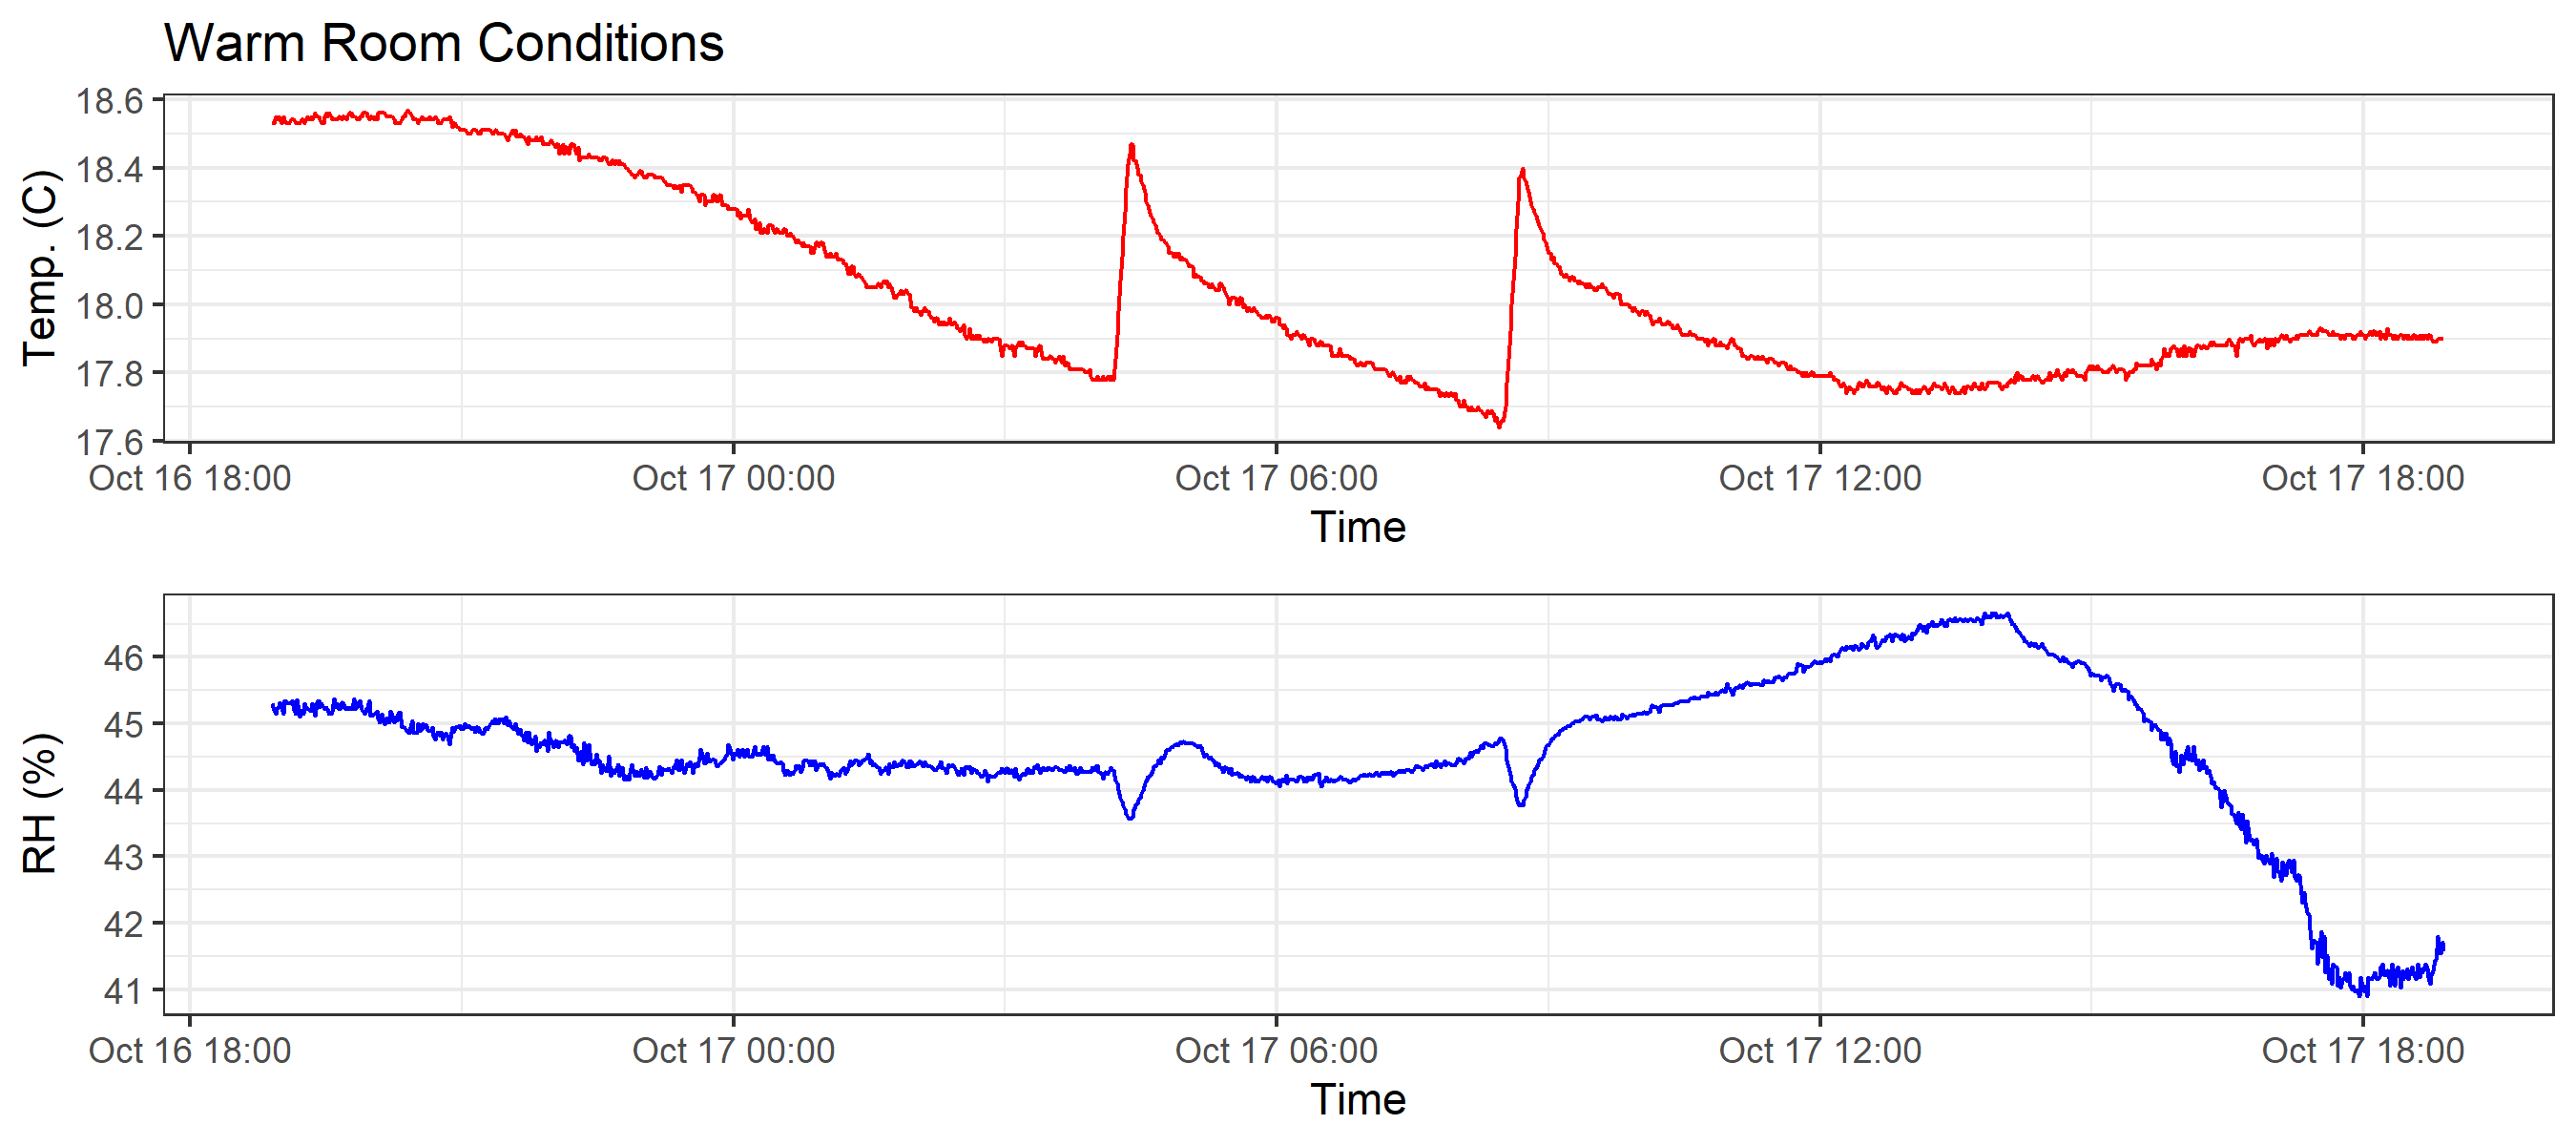 Warm Room Conditions
18.6
18.4
18.2
18.0
17.8
17.6
Temp. (C)
Oct 16 18:00 Oct 17 00:00 Oct 17 06:00 Oct 17 12:00 Oct 17 18:00
Time
46
45
44
43
42
41
RH (%)
Oct 16 18:00 Oct 17 00:00 Oct 17 06:00 Oct 17 12:00 Oct 17 18:00
Time